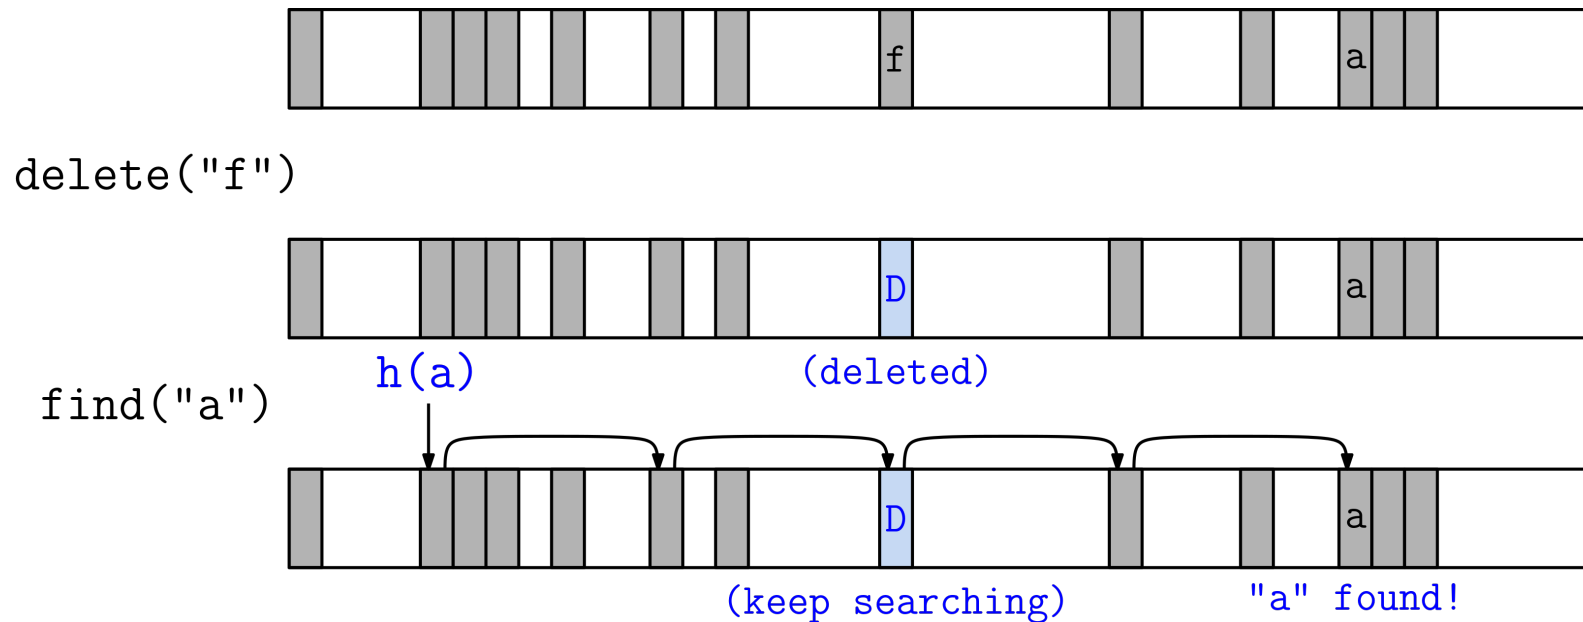 f a
delete("f")
D a
h(a) (deleted)
find("a")
D a
(keep searching) "a" found!